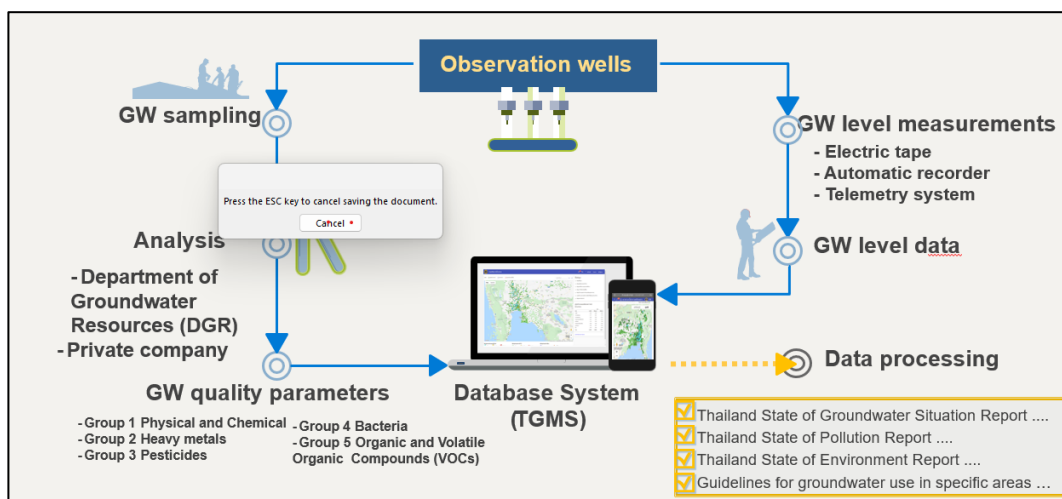 Observation wells
GW sampling
GW level measurements
- Electric tape
- Automatic recorder
- Telemetry system
Press the ESC key to cancel saving the document.
Cancel
Analysis
- Department of
Groundwater
Resources (DGR)
- Private company
GW level data
GW quality parameters
- Group 1 Physical and Chemical
- Group 2 Heavy metals
- Group 3 Pesticides
- Group 4 Bacteria
- Group 5 Organic and Volatile
Organic Compounds (VOCs)
Database System
(TGMS)
Data processing
Thailand State of Groundwater Situation Report ....
Thailand State of Pollution Report ....
Thailand State of Environment Report ....
Guidelines for groundwater use in specific areas ...